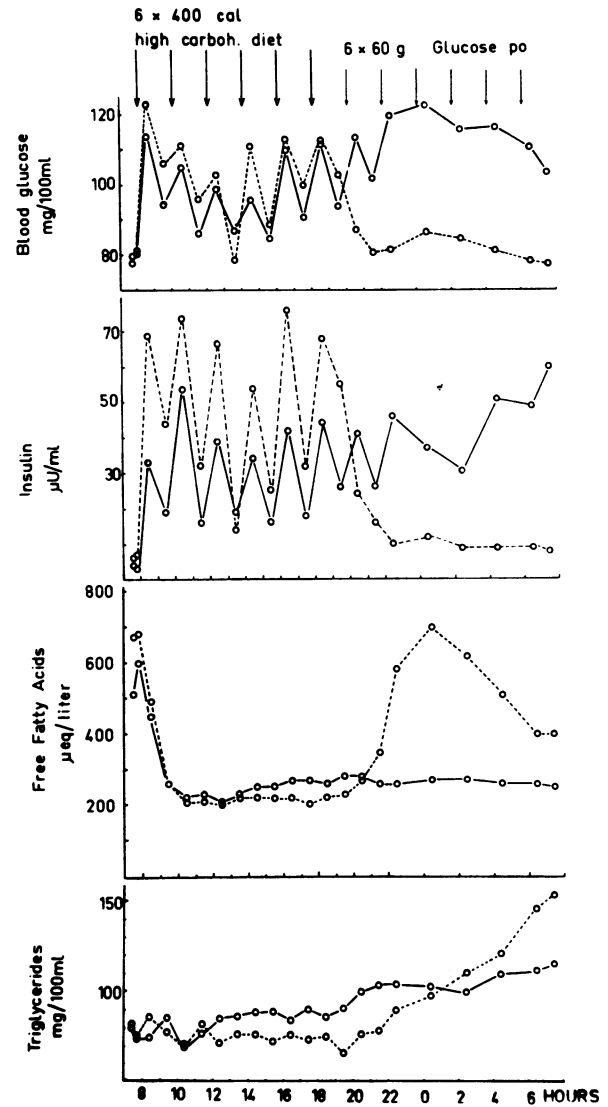 6 × 400 cal
high carboh. diet
6 × 60 g Glucose po
120
100
80
Blood glucose
mg/100ml
70
50
30
Insulin
µU/ml
800
600
400
200
Free Fatty Acids
µeq/liter
150
100
Triglycerides
mg/100ml
8 10 12 14 16 18 20 22 0 2 4 6 HOURS